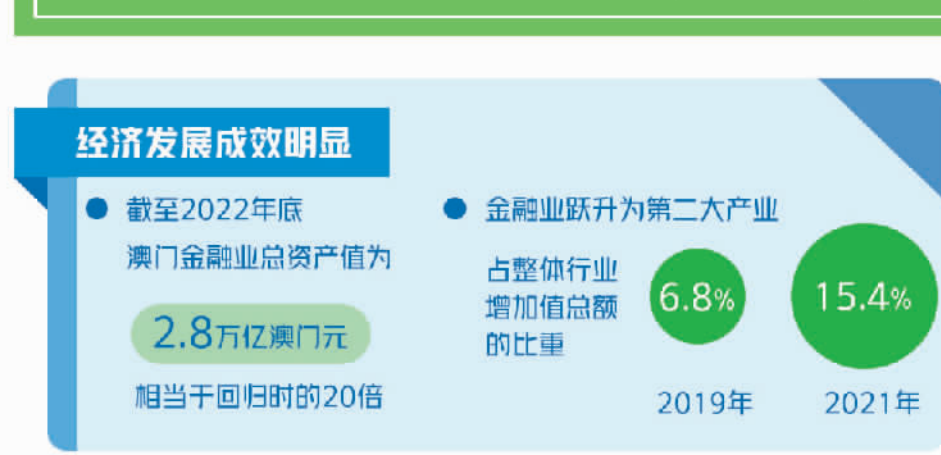 经济发展成效明显
截至2022年底
澳门金融业总资产值为
2.8万亿澳门元
相当于回归时的20倍
金融业跃升为第二大产业
占整体行业
增加值总额
的比重
6.8%
15.4%
2019年
2021年